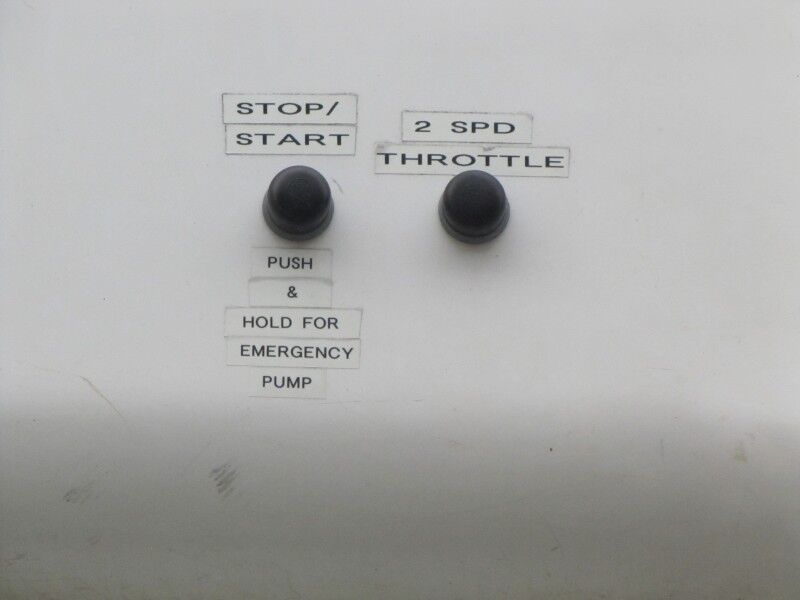 STOP/
START
2 SPD
THROTTLE
PUSH
&
HOLD FOR
EMERGENCY
PUMP